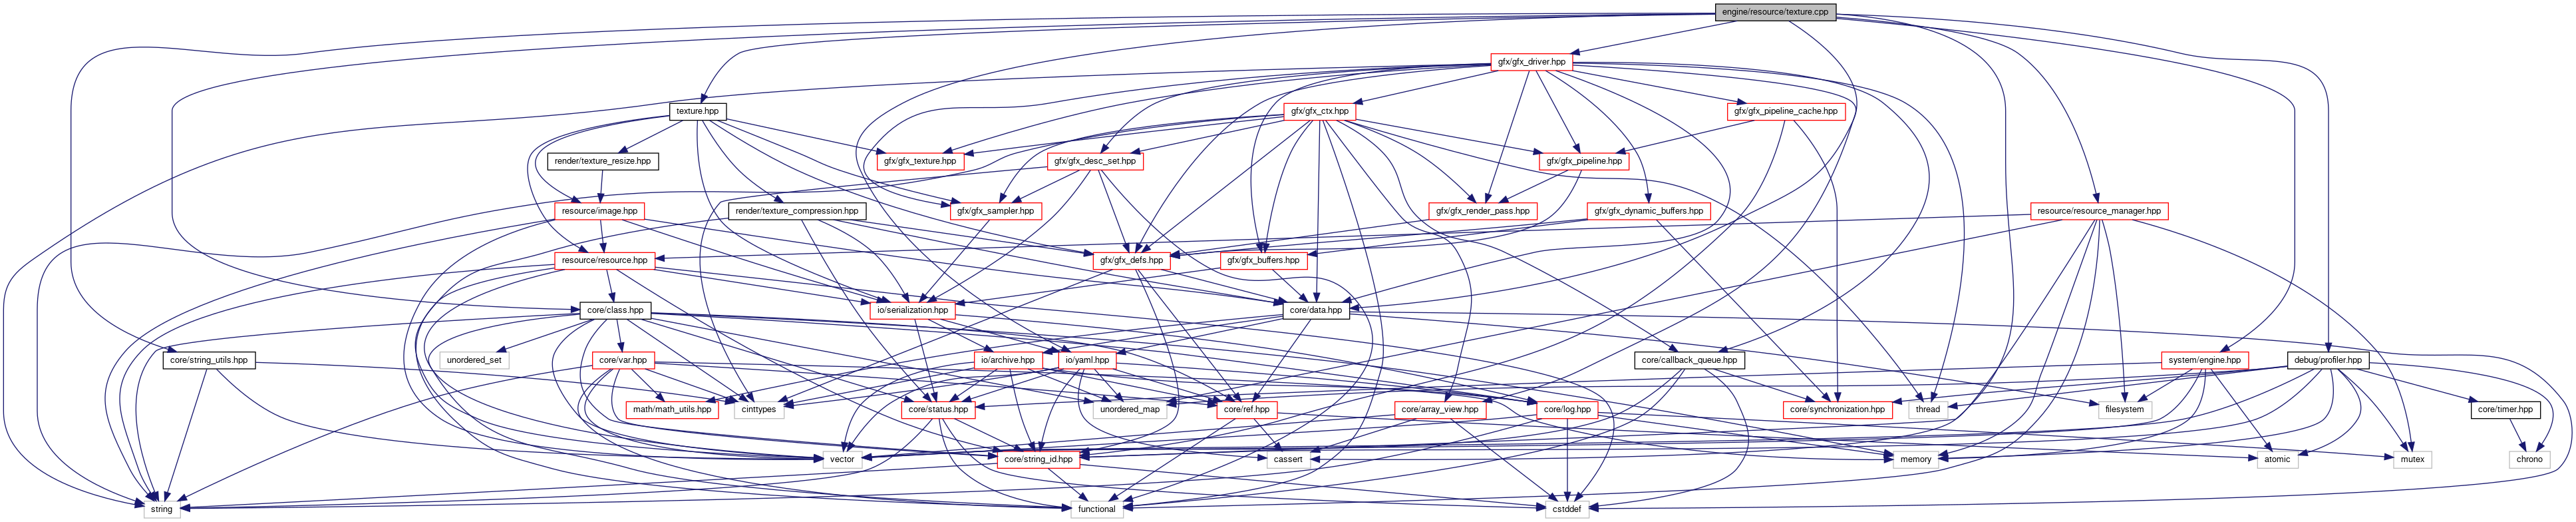 engine/resource/texture.cpp
gfx/gfx_driver.hpp
texture.hpp
gfx/gfx_ctx.hpp
gfx/gfx_pipeline_cache.hpp
render/texture_resize.hpp
gfx/gfx_texture.hpp
gfx/gfx_desc_set.hpp
gfx/gfx_pipeline.hpp
resource/image.hpp
render/texture_compression.hpp
gfx/gfx_sampler.hpp
gfx/gfx_render_pass.hpp
gfx/gfx_dynamic_buffers.hpp
resource/resource_manager.hpp
resource/resource.hpp
gfx/gfx_defs.hpp
gfx/gfx_buffers.hpp
core/class.hpp
io/serialization.hpp
core/data.hpp
core/string_utils.hpp
unordered_set
core/var.hpp
io/archive.hpp
io/yaml.hpp
core/callback_queue.hpp
system/engine.hpp
debug/profiler.hpp
math/math_utils.hpp
cinttypes
core/status.hpp
unordered_map
core/ref.hpp
core/array_view.hpp
core/log.hpp
core/synchronization.hpp
thread
filesystem
core/timer.hpp
vector
core/string_id.hpp
cassert
memory
atomic
mutex
chrono
string
functional
cstddef